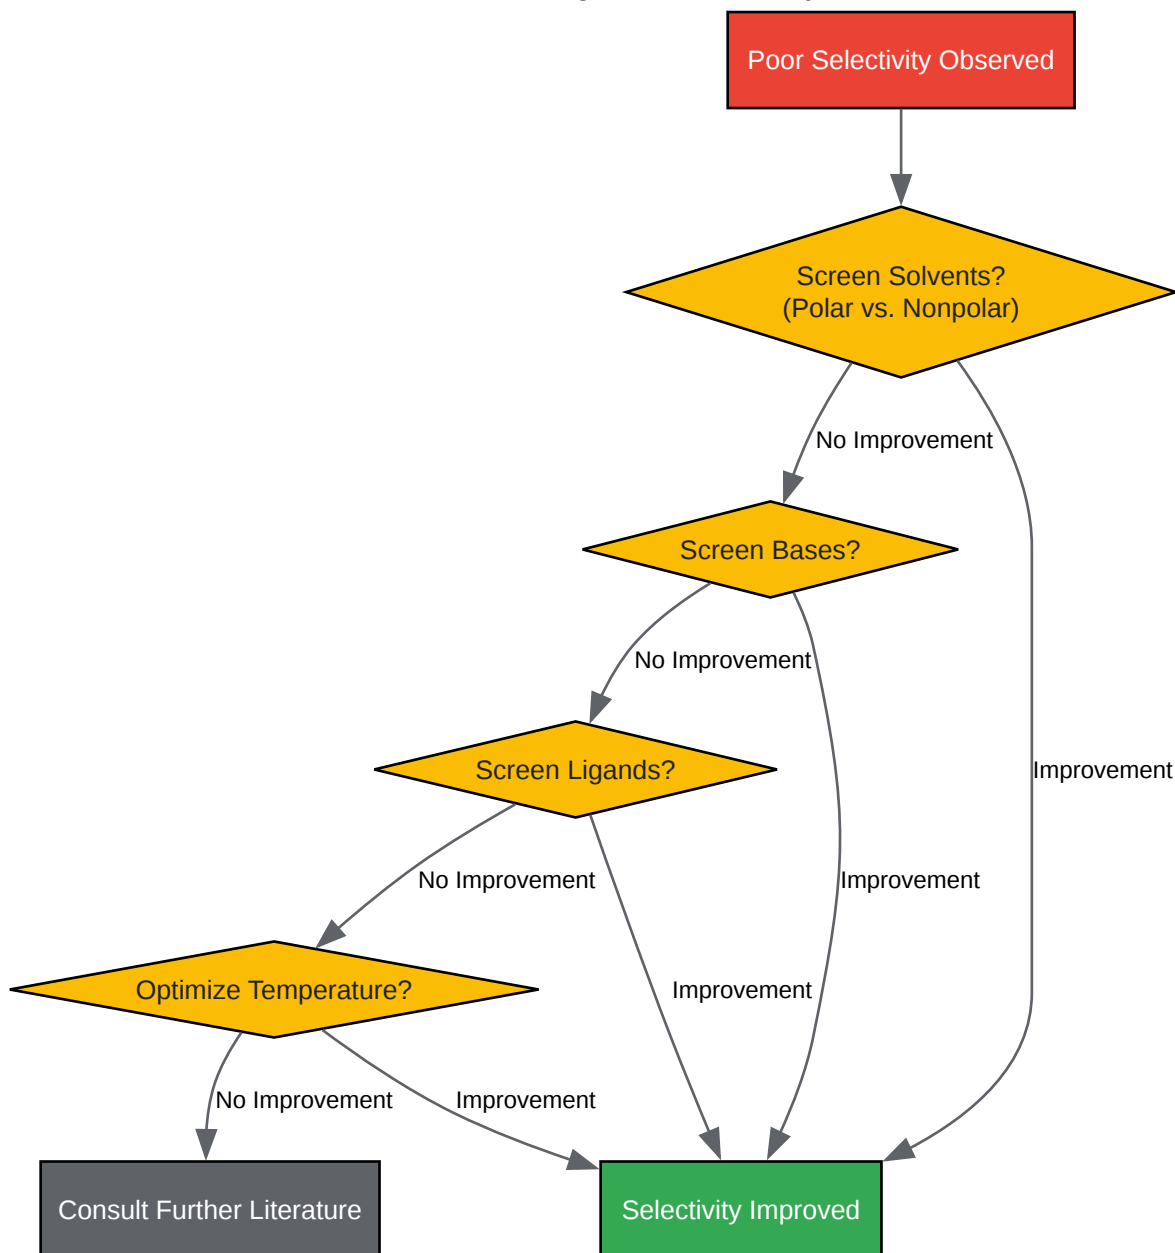 Poor Selectivity Observed
Screen Solvents?
(Polar vs. Nonpolar)
No Improvement
Screen Bases?
No Improvement
Screen Ligands?
Improvement
No Improvement
Improvement
Optimize Temperature?
Improvement
No Improvement
Improvement
Consult Further Literature
Selectivity Improved